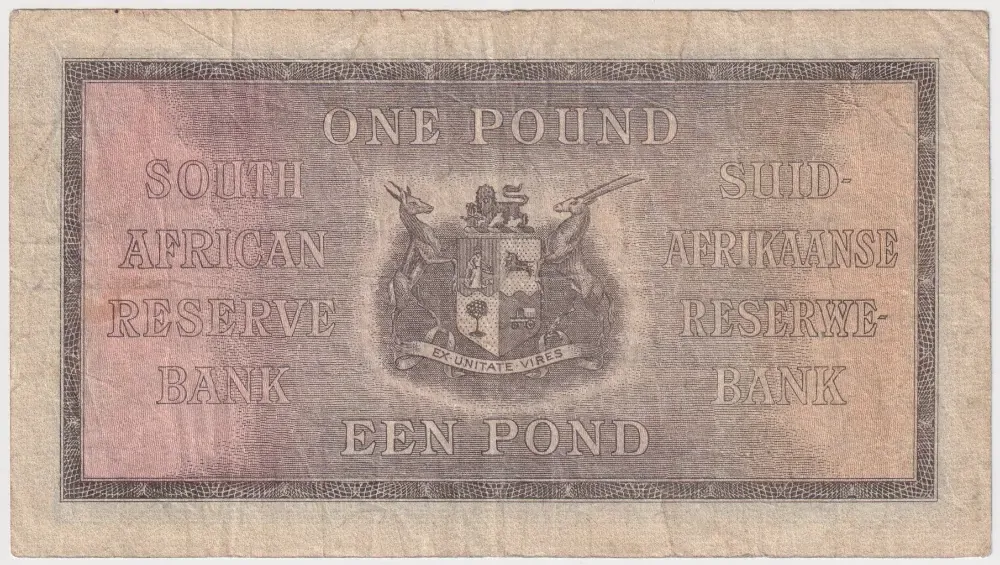 ONE POUND
SOUTH
AFRICAN
RESERVE
BANK
SUID-
AFRIKAANSE
RESERWE-
BANK
EX·UNITATE·VIRES
EEN POND